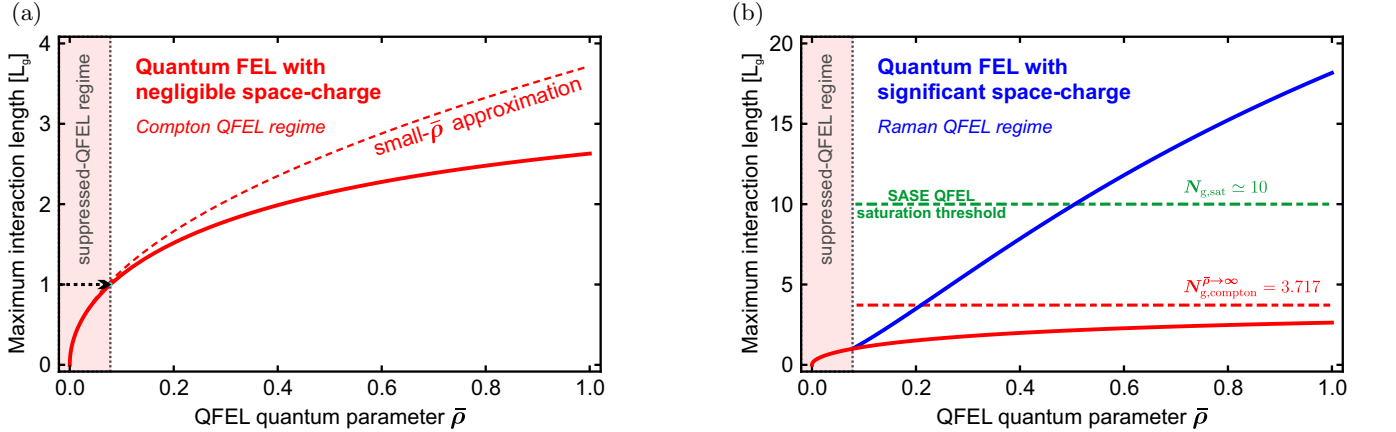 (a)
Maximum interaction length [L_g]
4
3
2
1
0
suppressed-QFEL regime
Quantum FEL with
negligible space-charge
Compton QFEL regime
small-ρ̄ approximation
0.0 0.2 0.4 0.6 0.8 1.0
QFEL quantum parameter ρ̄
(b)
Maximum interaction length [L_g]
20
15
10
5
0
suppressed-QFEL regime
Quantum FEL with
significant space-charge
Raman QFEL regime
SASE QFEL
saturation threshold
N_g,sat ≃ 10
N_g,compton^ρ̄→∞ = 3.717
0.0 0.2 0.4 0.6 0.8 1.0
QFEL quantum parameter ρ̄